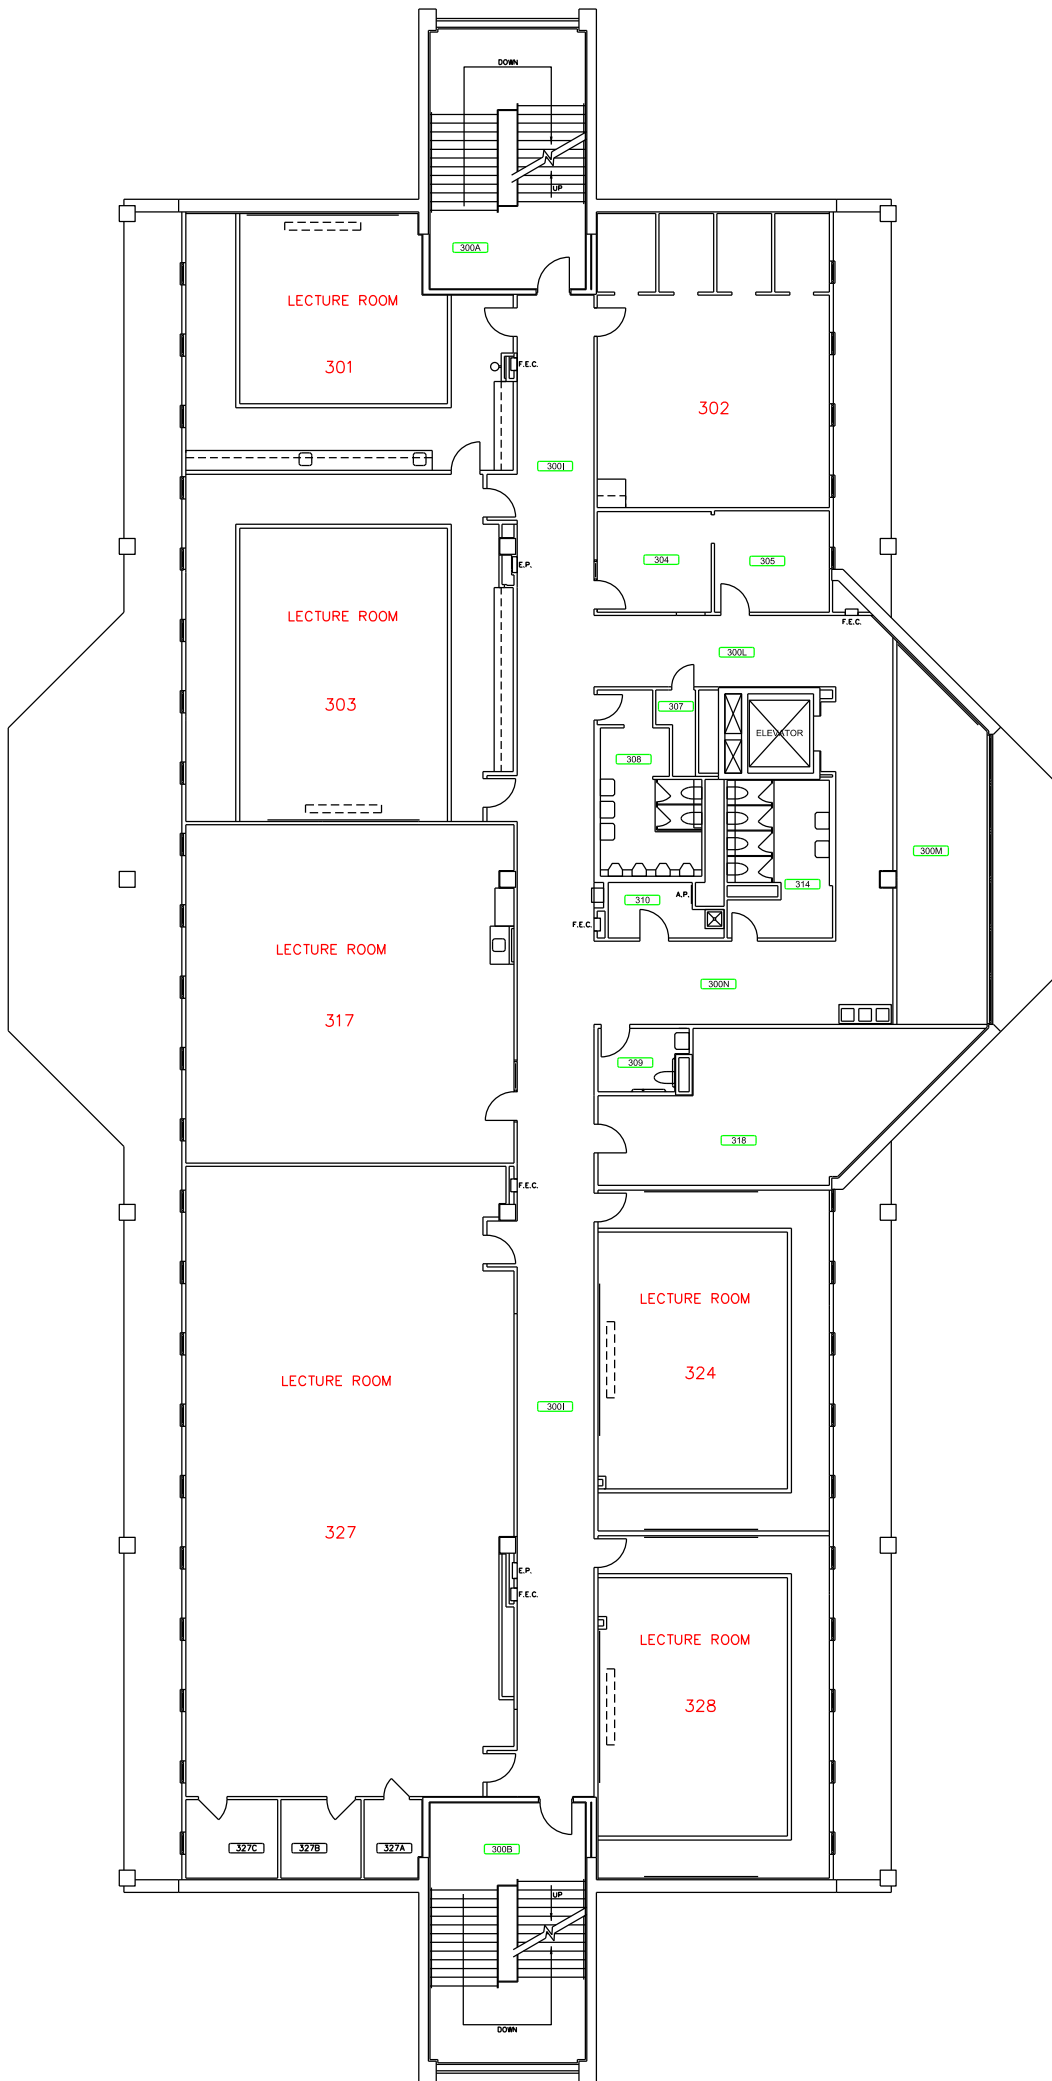 DOWN
UP
300A
LECTURE ROOM
301
F.E.C.
302
300I
304
305
E.P.
LECTURE ROOM
303
F.E.C.
300L
307
ELEVATOR
308
300M
314
A.P.
310
F.E.C.
LECTURE ROOM
317
300N
309
318
F.E.C.
LECTURE ROOM
324
LECTURE ROOM
327
300I
E.P.
F.E.C.
LECTURE ROOM
328
327C
327B
327A
300B
UP
DOWN